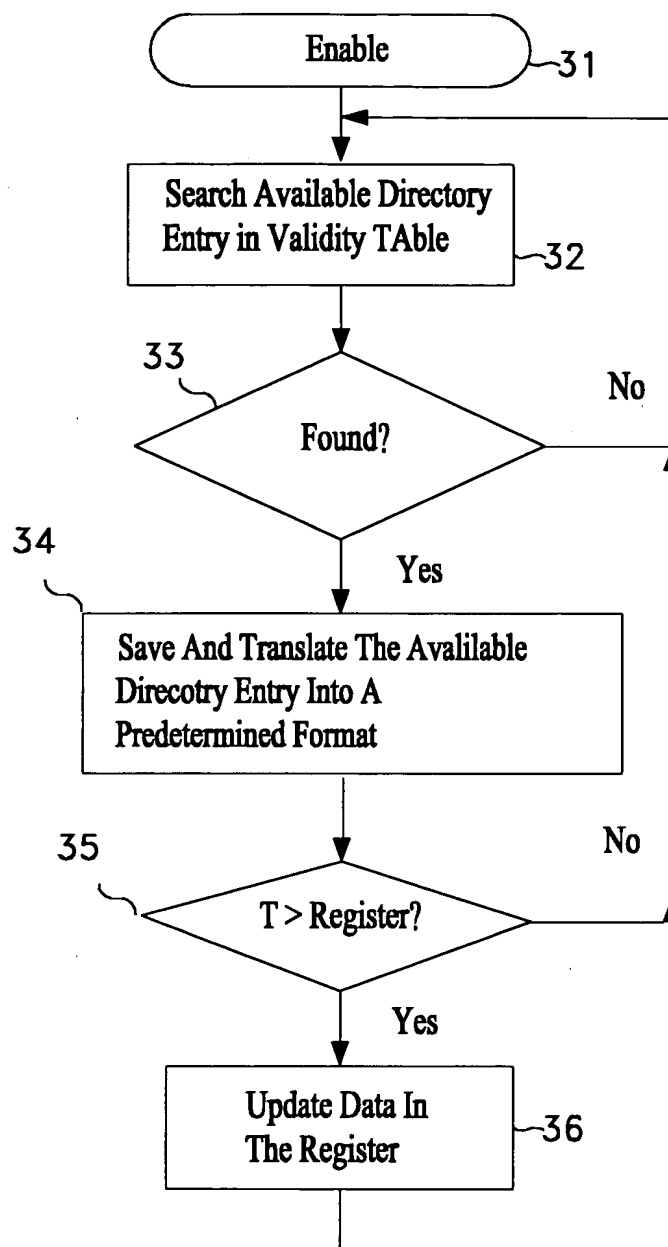 Enable
31
Search Available Directory
Entry in Validity TAble
32
33
No
Found?
34
Yes
Save And Translate The Avalilable
Direcotry Entry Into A
Predetermined Format
35
No
T > Register?
Yes
Update Data In
The Register
36